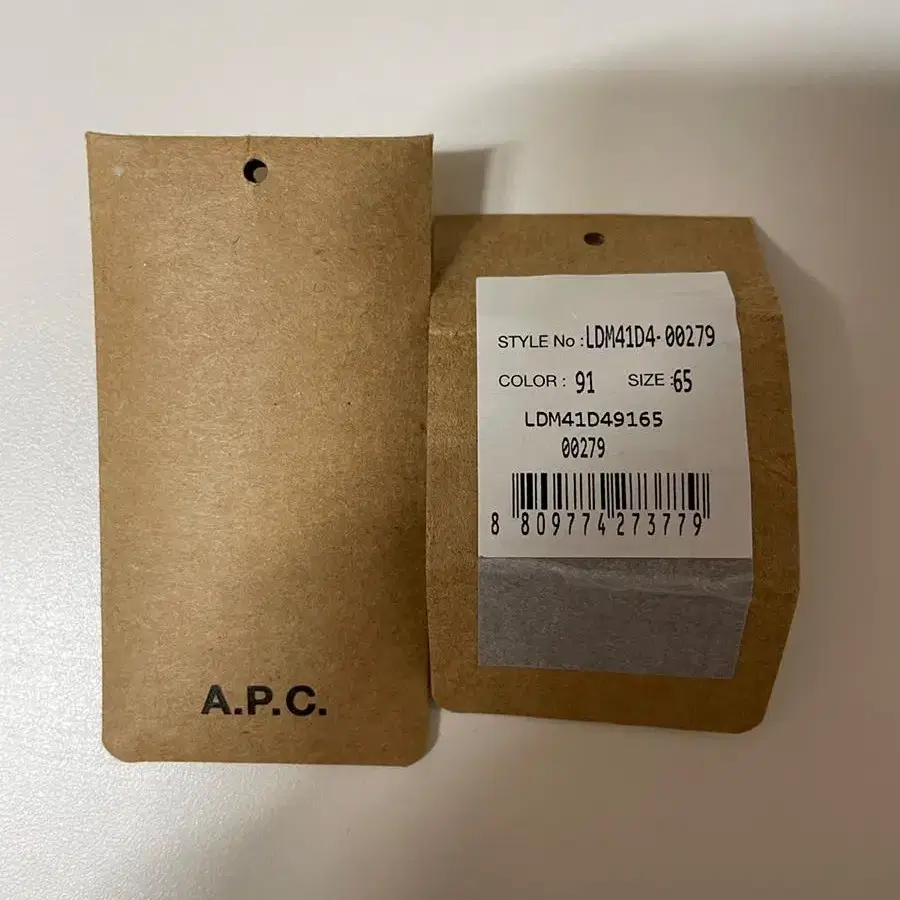 A.P.C.
STYLE No : LDM41D4-00279
COLOR : 91 SIZE : 65
LDM41D49165
00279
8 809774 273779